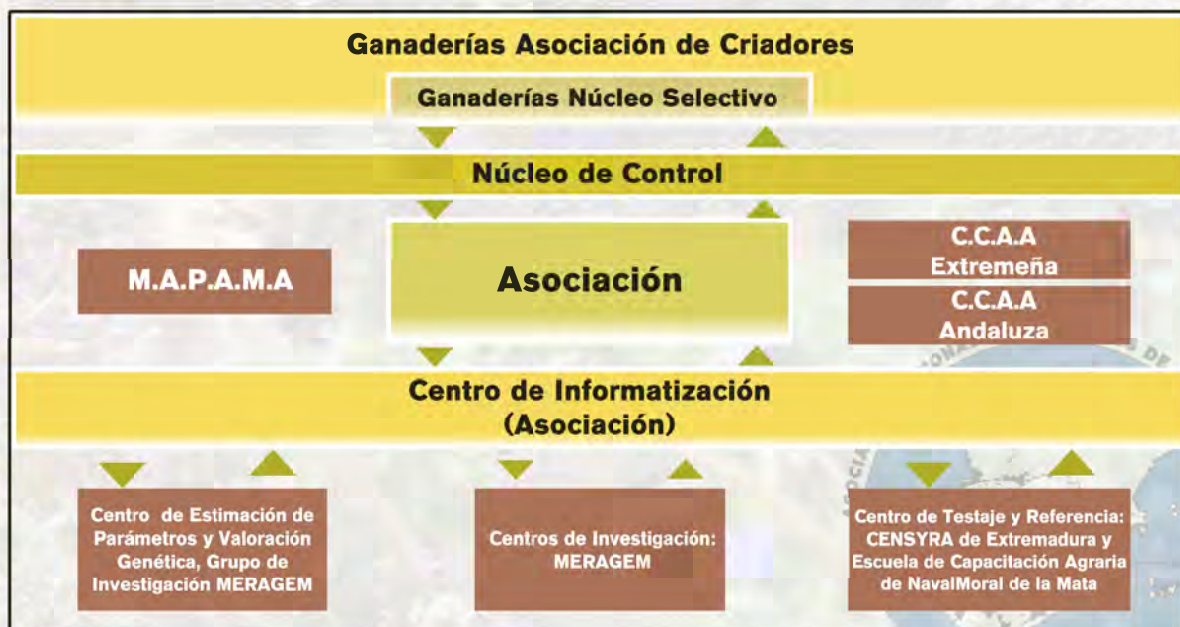 Ganaderías Asociación de Criadores
Ganaderías Núcleo Selectivo
Núcleo de Control
M.A.P.A.M.A
Asociación
C.C.A.A
Extremeña
C.C.A.A
Andaluza
Centro de Informatización
(Asociación)
Centro de Estimación de
Parámetros y Valoración
Genética, Grupo de
Investigación MERAGEM
Centros de Investigación:
MERAGEM
Centro de Testaje y Referencia:
CENSYRA de Extremadura y
Escuela de Capacilación Agraria
de NavalMoral de la Mata